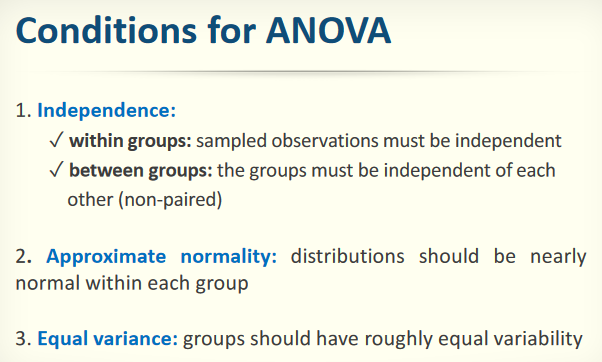 Conditions for ANOVA
1. Independence:
✓ within groups: sampled observations must be independent
✓ between groups: the groups must be independent of each
other (non-paired)
2. Approximate normality: distributions should be nearly
normal within each group
3. Equal variance: groups should have roughly equal variability